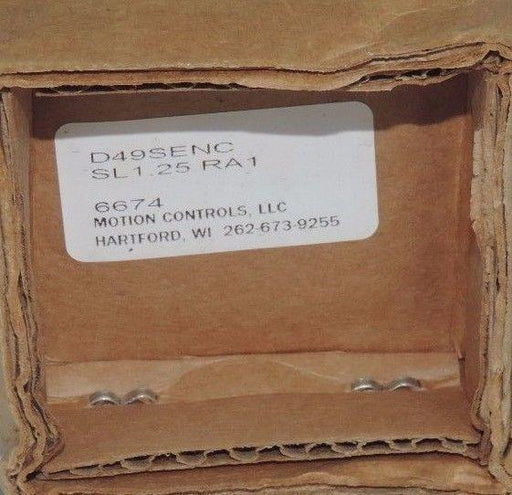 D49SENC
SL1.25 RA1
6674
MOTION CONTROLS, LLC
HARTFORD, WI 262-673-9255